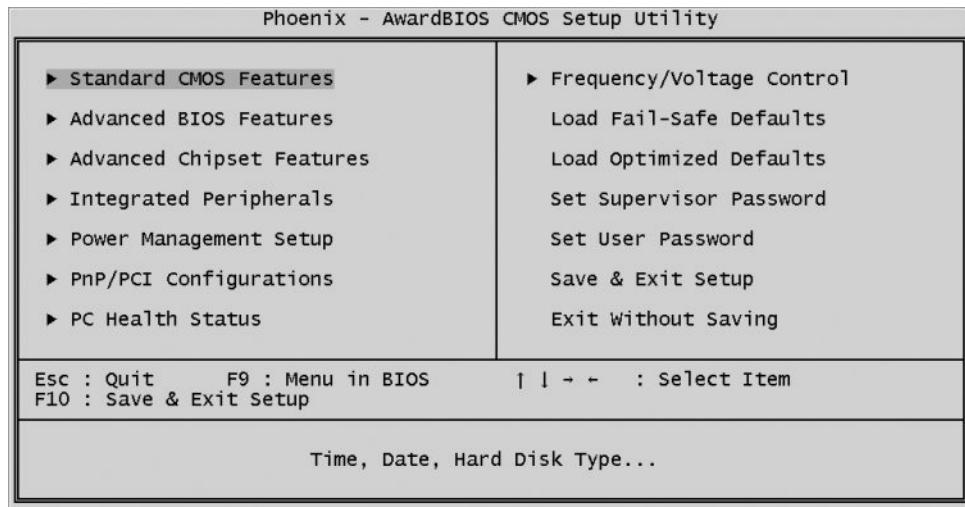 Phoenix - AwardBIOS CMOS Setup Utility
▶ Standard CMOS Features
▶ Advanced BIOS Features
▶ Advanced Chipset Features
▶ Integrated Peripherals
▶ Power Management Setup
▶ PnP/PCI Configurations
▶ PC Health Status
▶ Frequency/Voltage Control
Load Fail-Safe Defaults
Load Optimized Defaults
Set Supervisor Password
Set User Password
Save & Exit Setup
Exit Without Saving
Esc : Quit F9 : Menu in BIOS ↑ ↓ → ← : Select Item
F10 : Save & Exit Setup
Time, Date, Hard Disk Type...